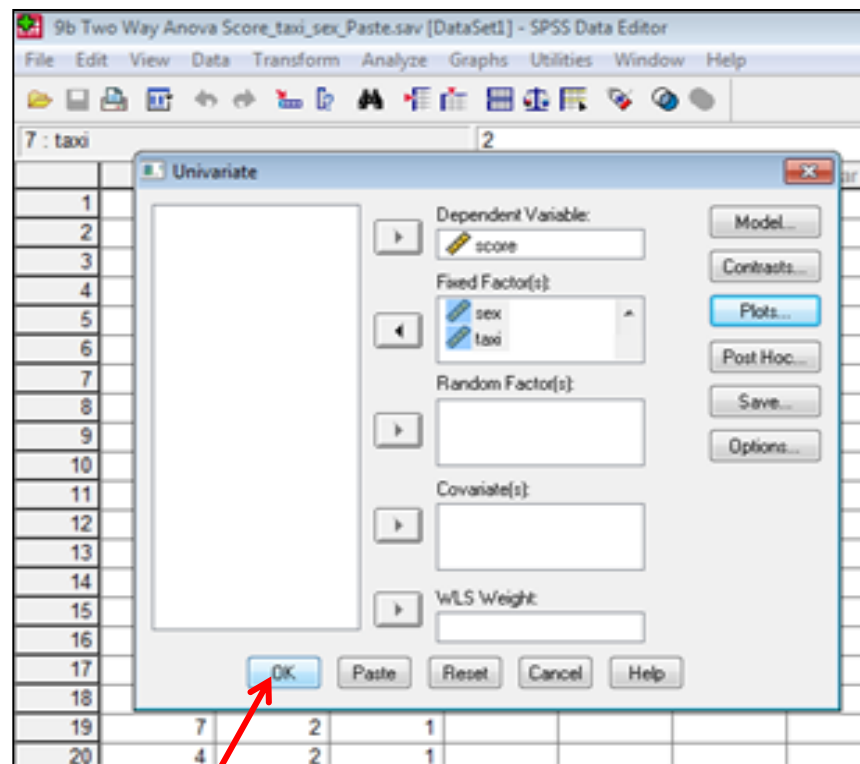 9b Two Way Anova Score_taxi_sex_Paste.sav [DataSet1] - SPSS Data Editor
File Edit View Data Transform Analyze Graphs Utilities Window Help
7 : taxi 2
Univariate
ar
1
2
3
4
5
6
7
8
9
10
11
12
13
14
15
16
17
18
Dependent Variable:
score
Fixed Factor(s):
sex
taxi
Random Factor(s):
Covariate(s):
WLS Weight:
Model...
Contrasts...
Plots...
Post Hoc...
Save...
Options...
OK Paste Reset Cancel Help
19 7 2 1
20 4 2 1